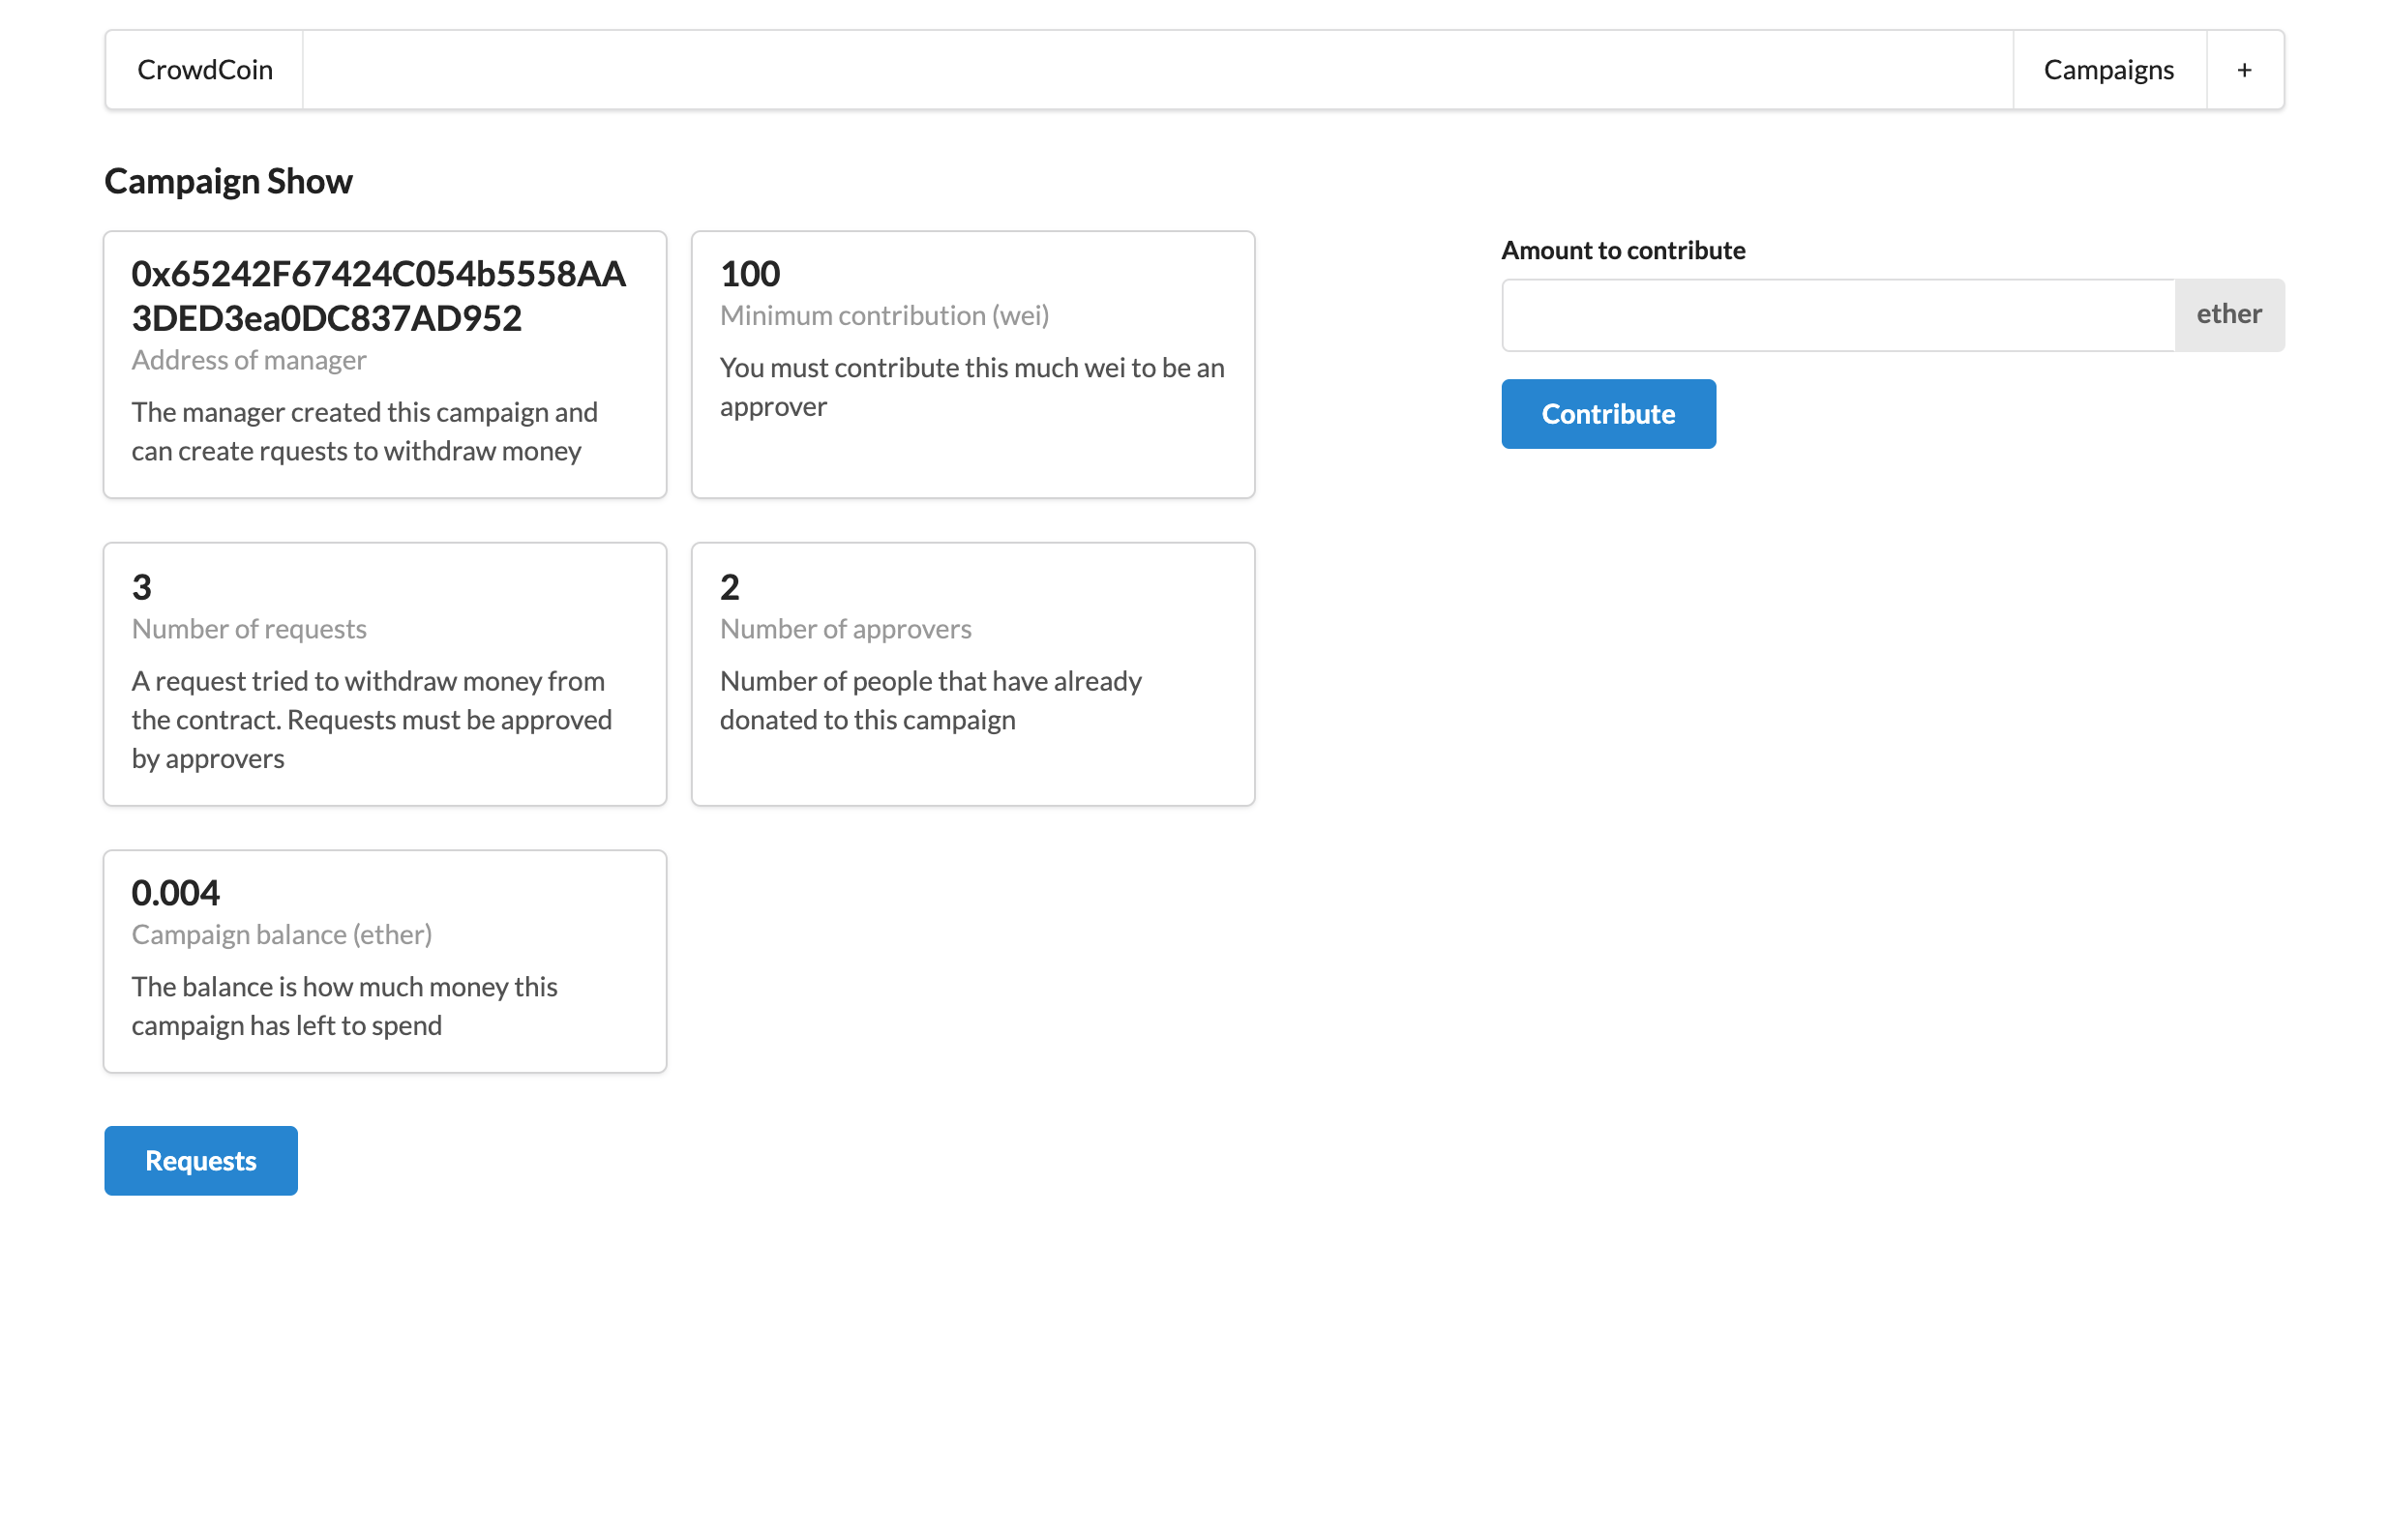 CrowdCoin
Campaigns
+
Campaign Show
0x65242F67424C054b5558AA
3DED3ea0DC837AD952
Address of manager
The manager created this campaign and
can create rquests to withdraw money
100
Minimum contribution (wei)
You must contribute this much wei to be an
approver
3
Number of requests
A request tried to withdraw money from
the contract. Requests must be approved
by approvers
2
Number of approvers
Number of people that have already
donated to this campaign
0.004
Campaign balance (ether)
The balance is how much money this
campaign has left to spend
Requests
Amount to contribute
ether
Contribute